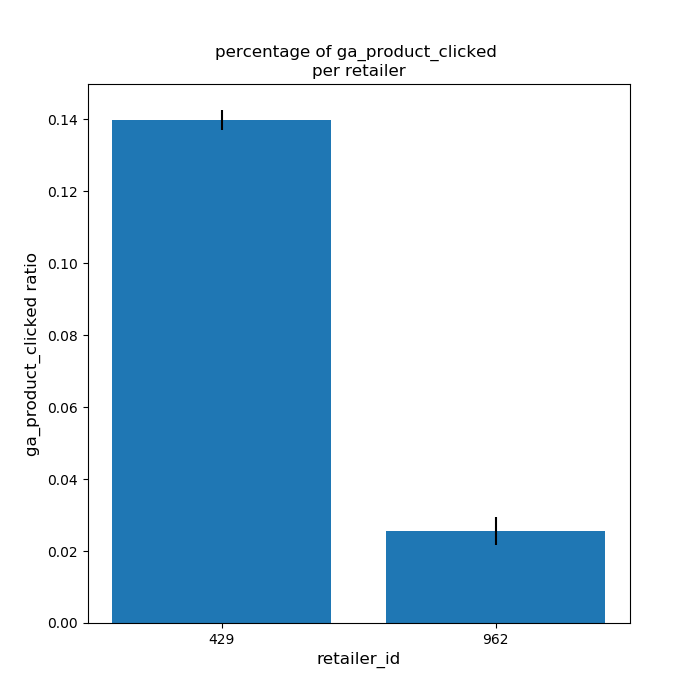 percentage of ga_product_clicked
per retailer
ga_product_clicked ratio
0.14
0.12
0.10
0.08
0.06
0.04
0.02
0.00
429
962
retailer_id